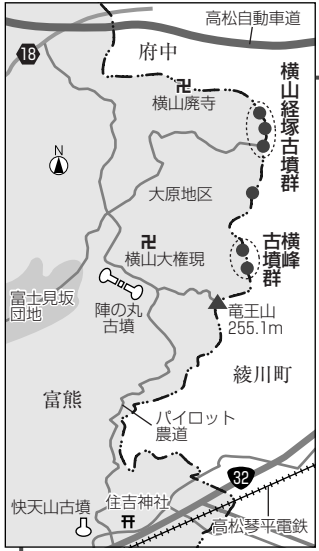 高松自動車道
18
府中
横山経塚古墳群
横山廃寺
N
大原地区
横峰
古墳群
横山大権現
富士見坂
団地
陣の丸
古墳
竜王山
255.1m
綾川町
富熊
パイロット
農道
32
快天山古墳
住吉神社
高松琴平電鉄